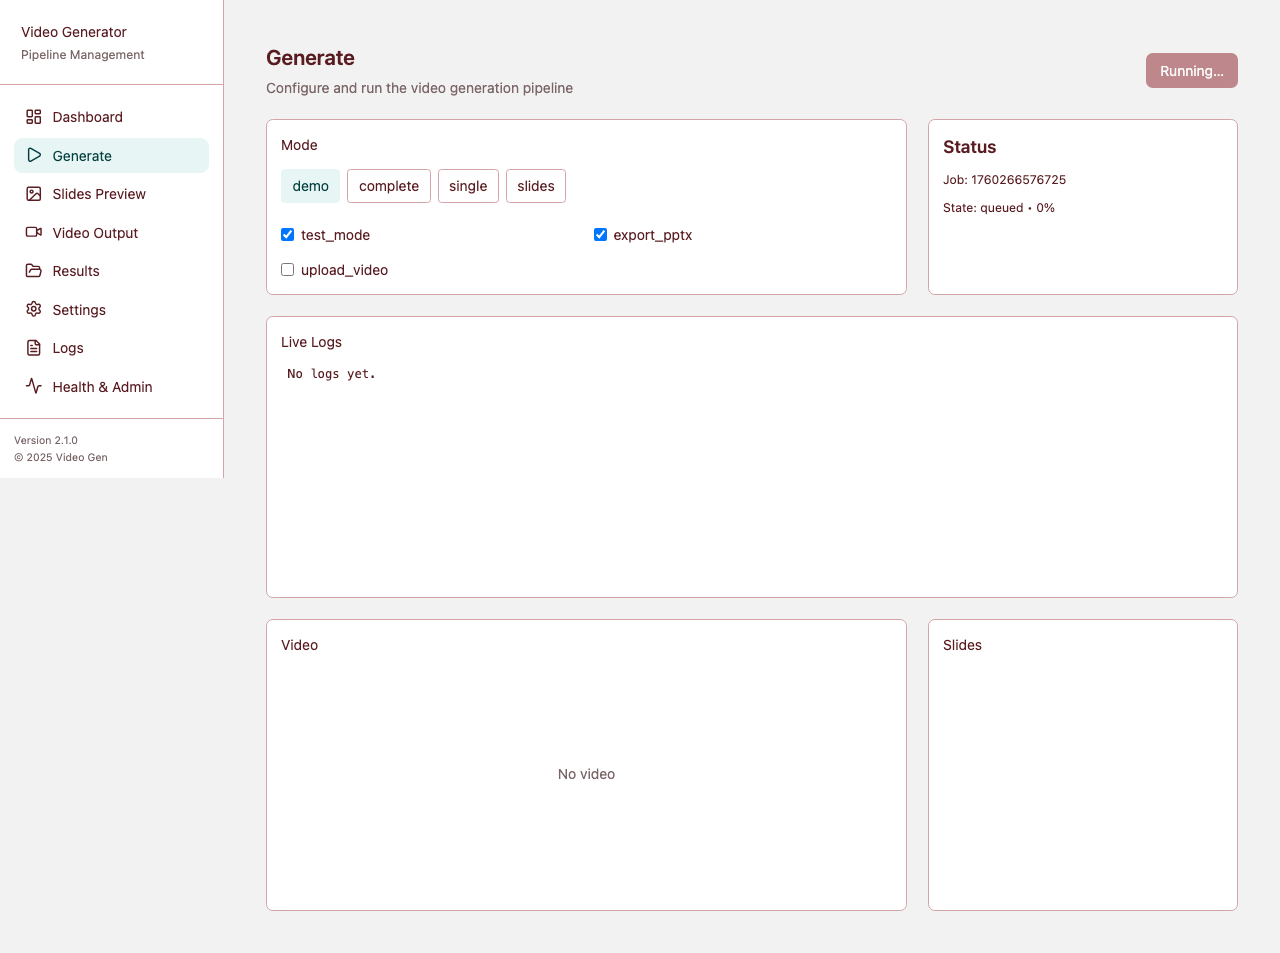 Video Generator
Pipeline Management
Dashboard
Generate
Slides Preview
Video Output
Results
Settings
Logs
Health & Admin
Version 2.1.0
© 2025 Video Gen
Generate
Configure and run the video generation pipeline
Running...
Mode
demo complete single slides
test_mode export_pptx
upload_video
Status
Job: 1760266576725
State: queued • 0%
Live Logs
No logs yet.
Video
No video
Slides